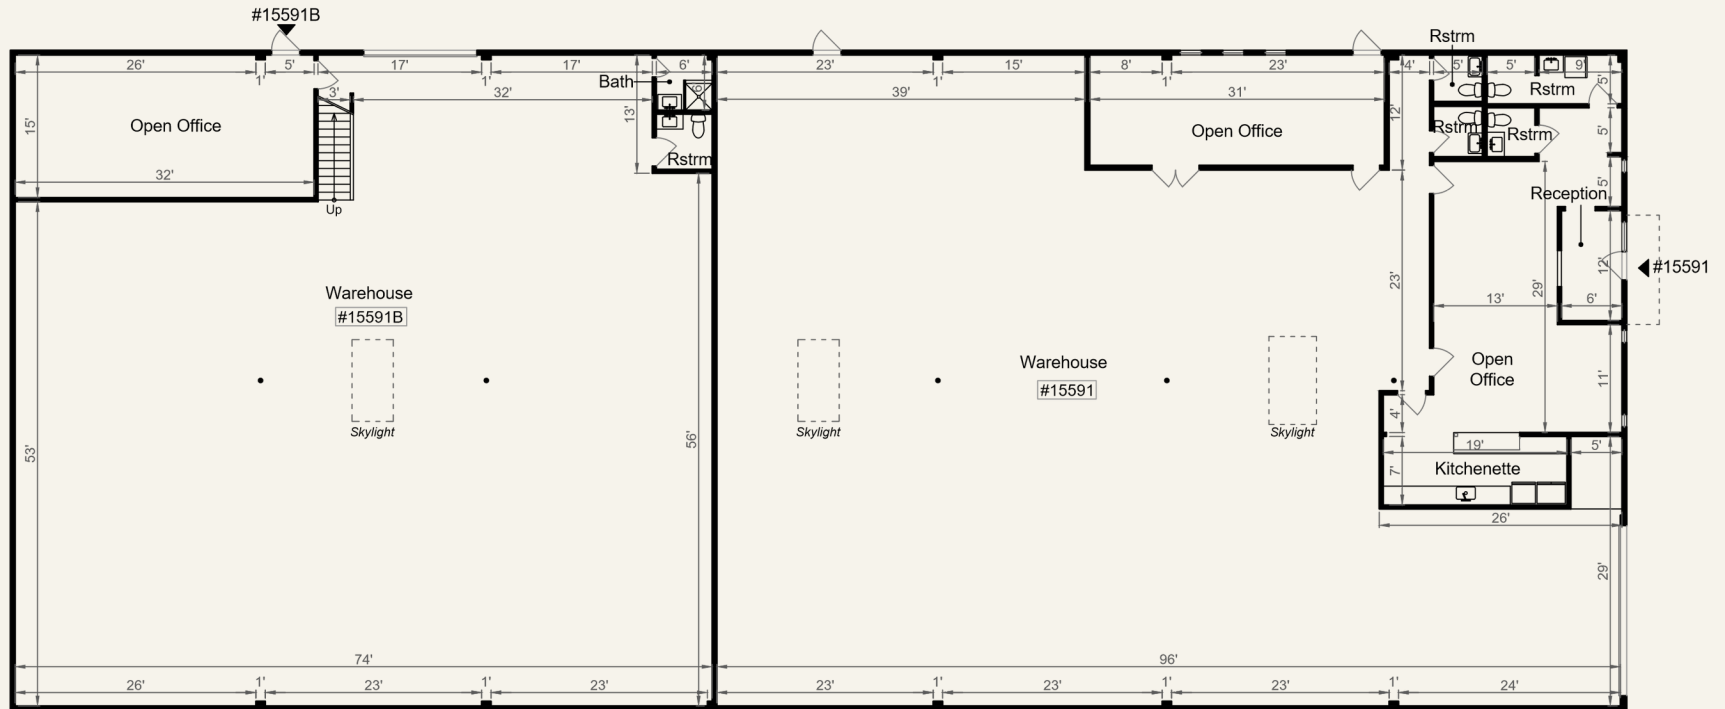 #15591B
Rstrm
26'
1'
5'
17'
1'
17'
6'
23'
1'
15'
8'
1'
23'
4'
5'
5'
9'
Bath
6'
3'
32'
39'
31'
Rstrm
5'
15'
Open Office
13'
Open Office
12'
Rstrm
Rstrm
5'
Rstrm
32'
Up
5'
Reception
Warehouse
#15591B
23'
29'
12'
#15591
13'
6'
Warehouse
#15591
Open
Office
11'
Skylight
Skylight
Skylight
4'
53'
56'
19'
5'
7'
Kitchenette
26'
29'
74'
96'
26'
1'
23'
1'
23'
23'
1'
23'
1'
23'
1'
24'